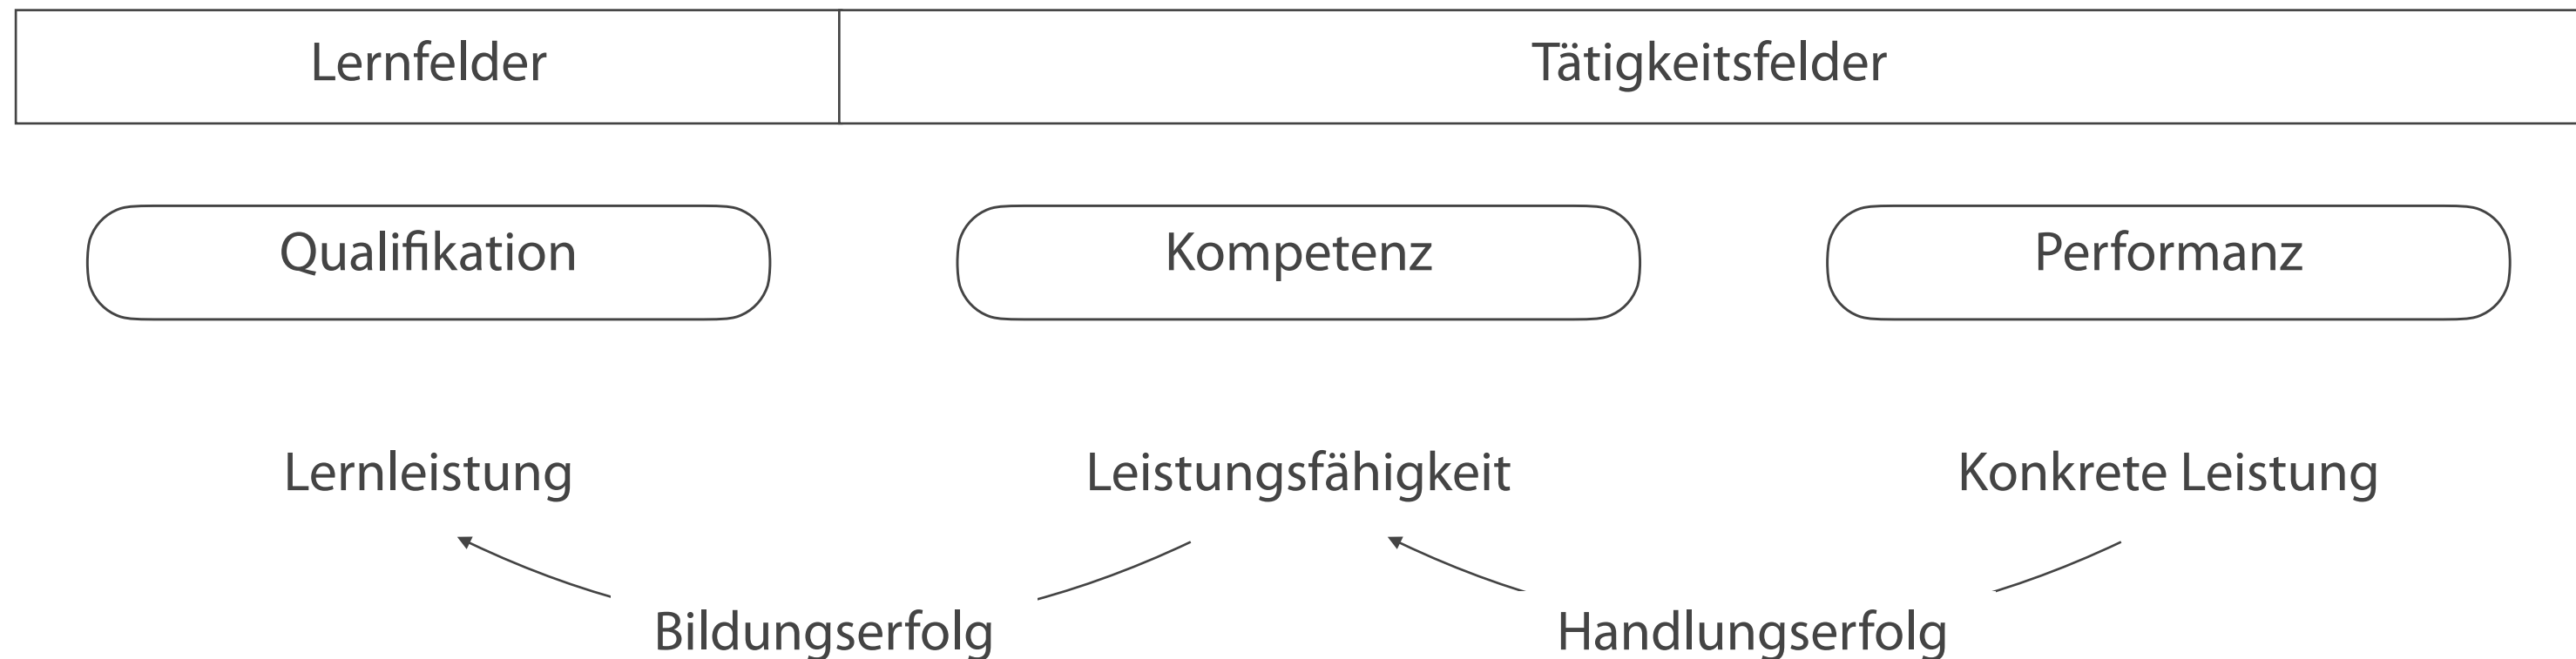 Lernfelder Tätigkeitsfelder
Qualifikation Kompetenz Performanz
Lernleistung Leistungsfähigkeit Konkrete Leistung
Bildungserfolg Handlungserfolg